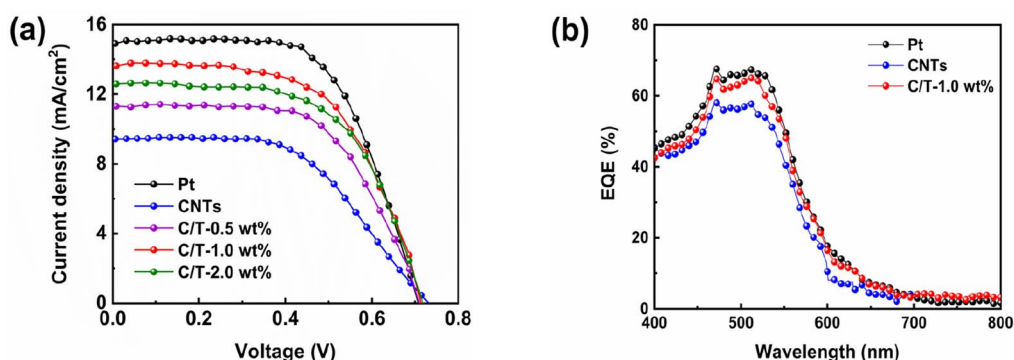 (a)
Current density (mA/cm²)
16
12
8
4
0
Pt
CNTs
C/T-0.5 wt%
C/T-1.0 wt%
C/T-2.0 wt%
0.0 0.2 0.4 0.6 0.8
Voltage (V)
(b)
EQE (%)
80
60
40
20
0
Pt
CNTs
C/T-1.0 wt%
400 500 600 700 800
Wavelength (nm)